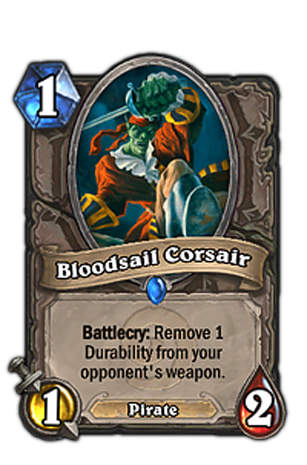 1
Bloodsail Corsair
Battlecry: Remove 1
Durability from your
opponent's weapon.
1
Pirate
2